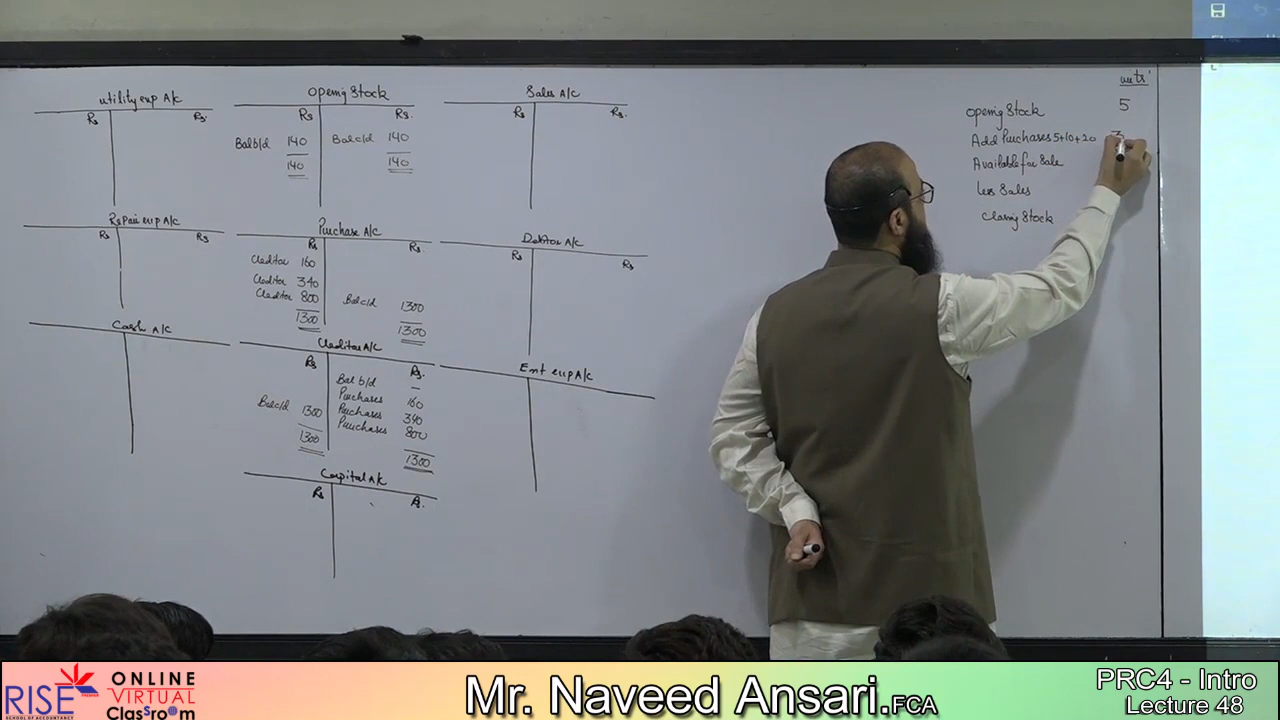 utility exp A/C
Rs Rs.
Opening Stock
Rs Rs.
Bal b/d 140 Bal c/d 140
140 140
Sales A/C
Rs Rs.
Repair exp A/C
Rs Rs
Purchase A/C
Rs Rs.
Creditor 160
Creditor 340
Creditor 800 Bal c/d 1300
1300 1300
Debtor A/C
Rs Rs
Cash A/C
Creditor A/C
Rs Rs.
Bal b/d —
Purchases 160
Bal c/d 1300 Purchases 340
Purchases 800
1300 1300
Ent exp A/C
Capital A/C
Rs Rs.
units
Opening Stock 5
Add Purchases 5+10+20 3
Available for Sale
Less Sales
Closing Stock
RISE PREMIER
SCHOOL OF ACCOUNTANCY
ONLINE
VIRTUAL
Classroom
Mr. Naveed Ansari.FCA
PRC4 - Intro
Lecture 48